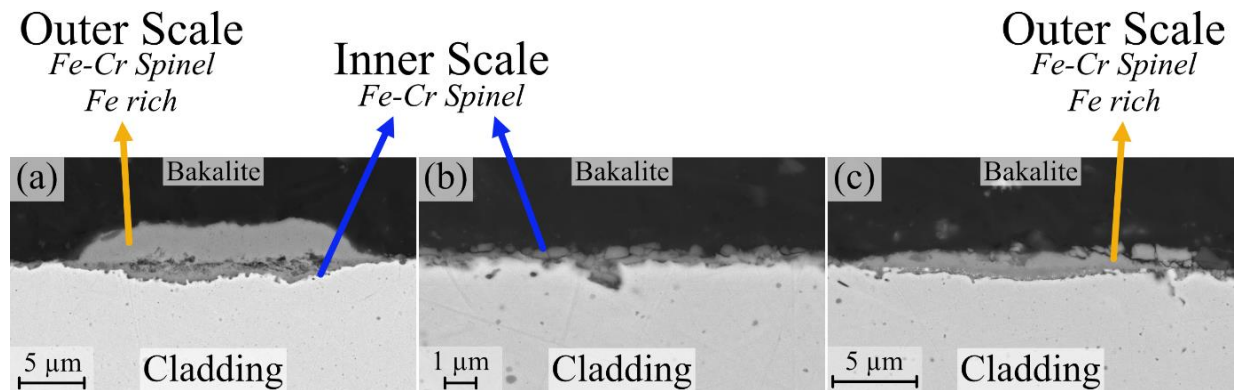 Outer Scale
Fe-Cr Spinel
Fe rich
Inner Scale
Fe-Cr Spinel
Outer Scale
Fe-Cr Spinel
Fe rich
(a)
Bakalite
5 µm
Cladding
(b)
Bakalite
1 µm
Cladding
(c)
Bakalite
5 µm
Cladding